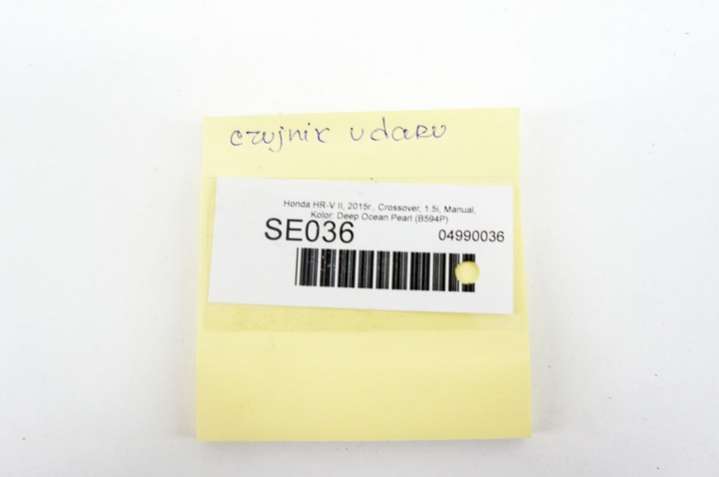 czujnik udaru
Honda HR-V II, 2015r., Crossover, 1.5i, Manual,
Kolor: Deep Ocean Pearl (B594P)
SE036 04990036